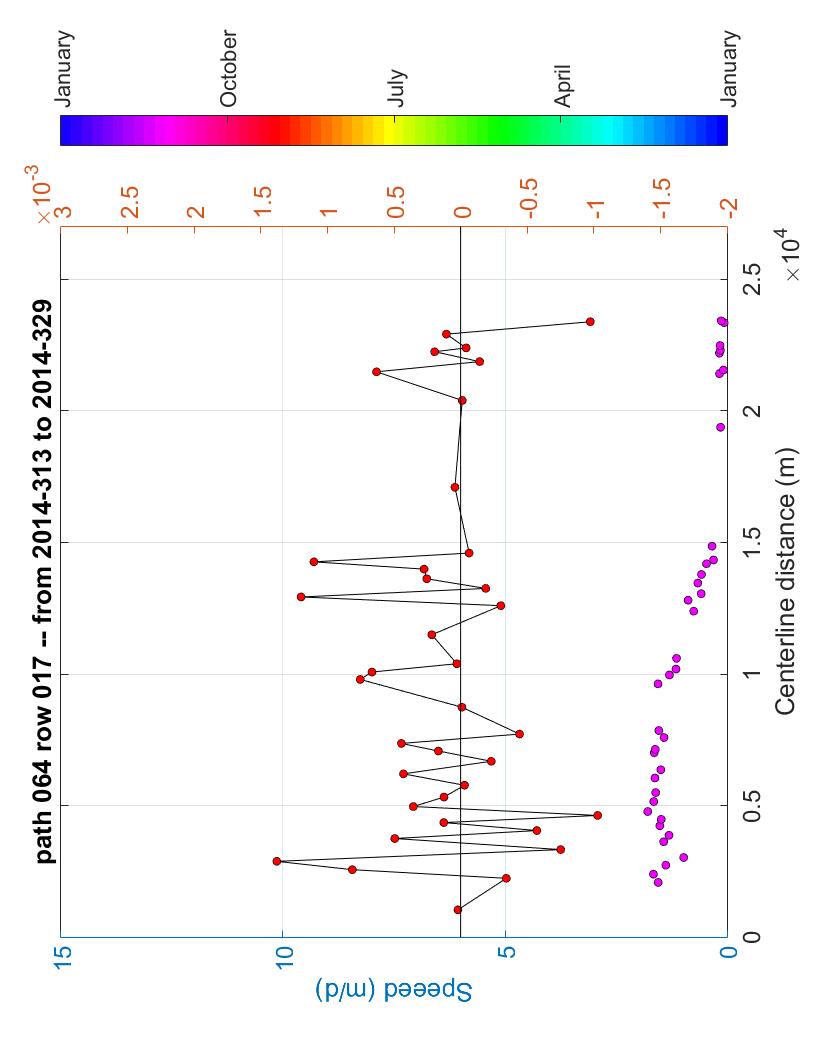 path 064 row 017 -- from 2014-313 to 2014-329
Speeed (m/d)
15
10
5
0
×10-3
3
2.5
2
1.5
1
0.5
0
-0.5
-1
-1.5
-2
0
0.5
1
1.5
2
2.5
×10 4
Centerline distance (m)
January
October
July
April
January